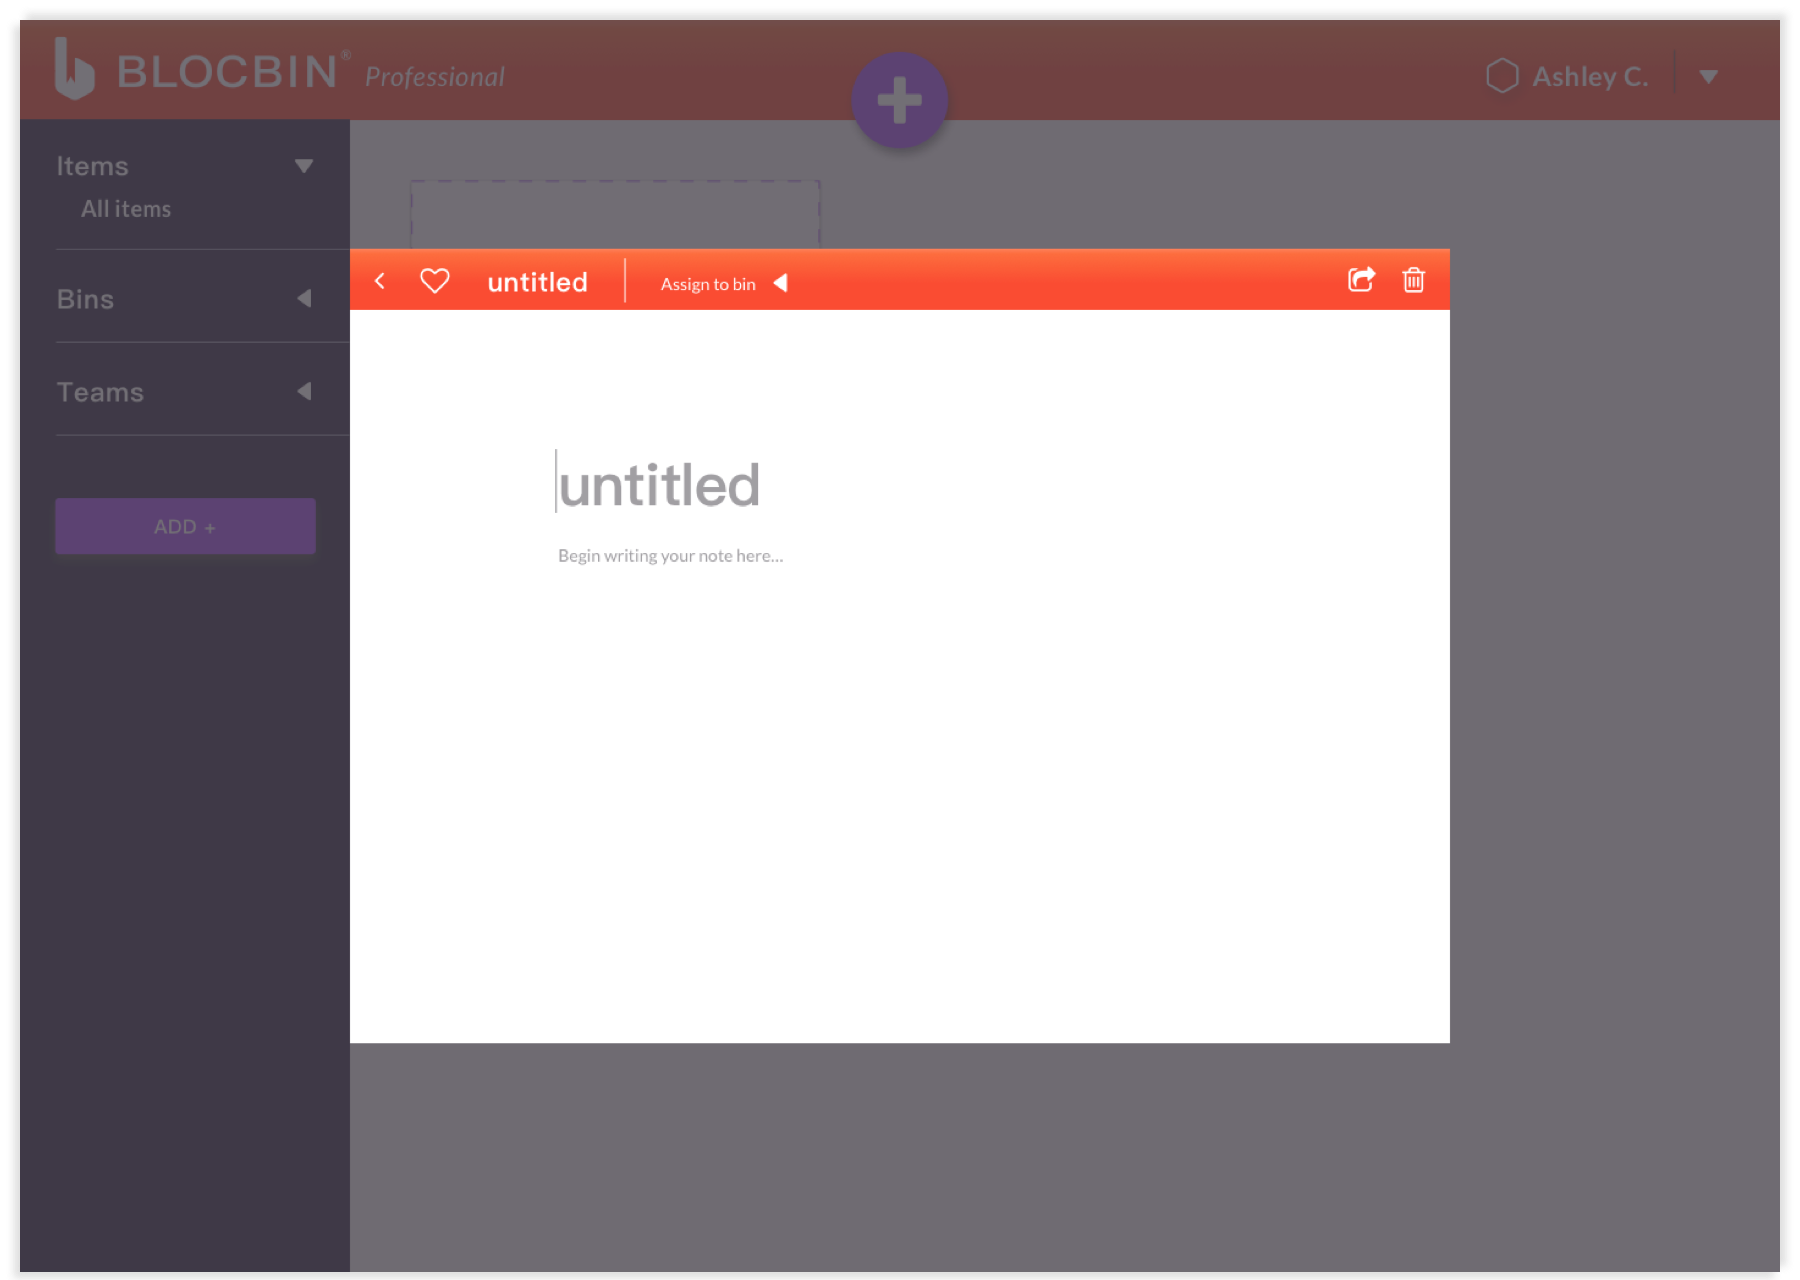 BLOCBIN® Professional
Ashley C.
Items
All items
Bins
Teams
ADD +
untitled
Assign to bin
untitled
Begin writing your note here...